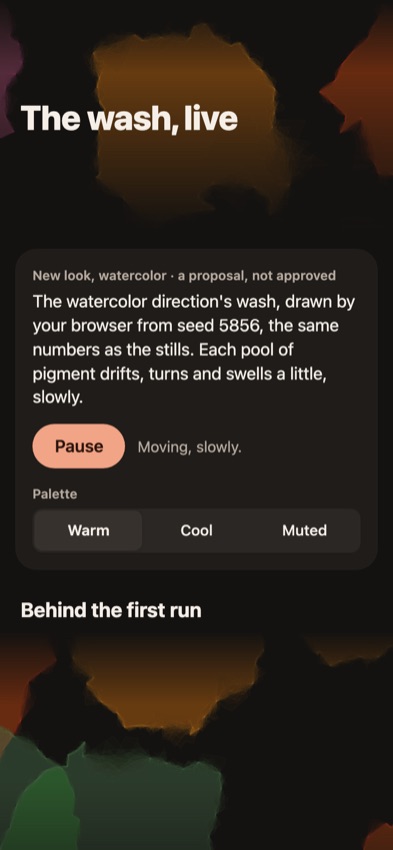 The wash, live
New look, watercolor · a proposal, not approved
The watercolor direction's wash, drawn by
your browser from seed 5856, the same
numbers as the stills. Each pool of
pigment drifts, turns and swells a little,
slowly.
Pause
Moving, slowly.
Palette
Warm
Cool
Muted
Behind the first run